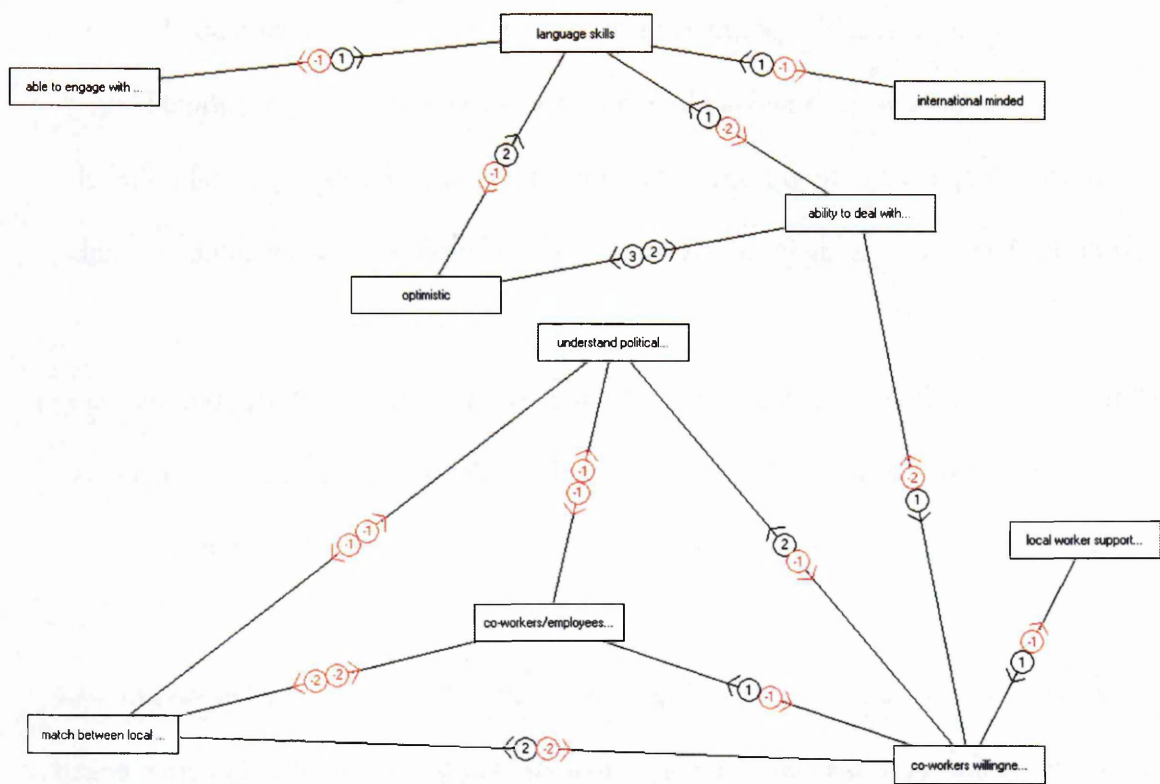 language skills
able to engage with ...
-1 1
1 -1
international minded
1 -2
2
-1
ability to deal with...
3 2
optimistic
understand political...
-1
-1
-2
1
-1 -1
2 -1
local worker support...
co-workers/employees...
-1
1
-2 -2
1 -1
match between local ...
2 -2
co-workers willingne...